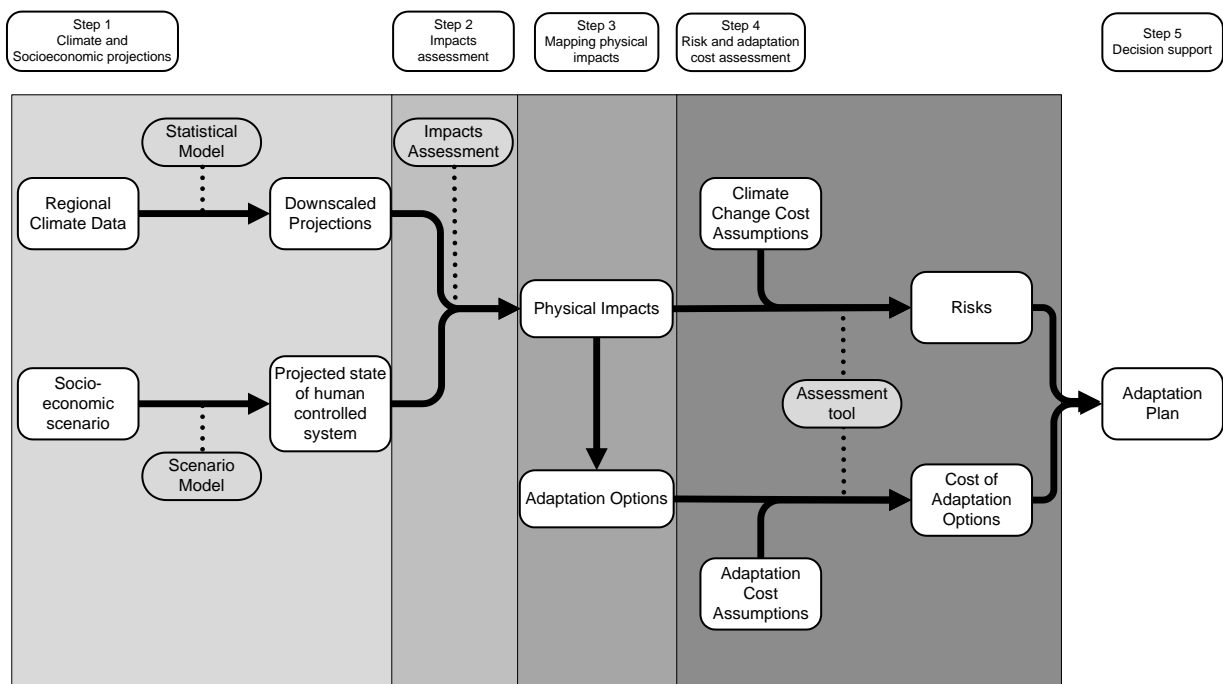 Step 1
Climate and
Socioeconomic projections
Step 2
Impacts
assessment
Step 3
Mapping physical
impacts
Step 4
Risk and adaptation
cost assessment
Step 5
Decision support
Statistical
Model
Impacts
Assessment
Regional
Climate Data
Downscaled
Projections
Climate
Change Cost
Assumptions
Physical Impacts
Risks
Socio-
economic
scenario
Projected state
of human
controlled
system
Assessment
tool
Adaptation
Plan
Scenario
Model
Adaptation Options
Cost of
Adaptation
Options
Adaptation
Cost
Assumptions